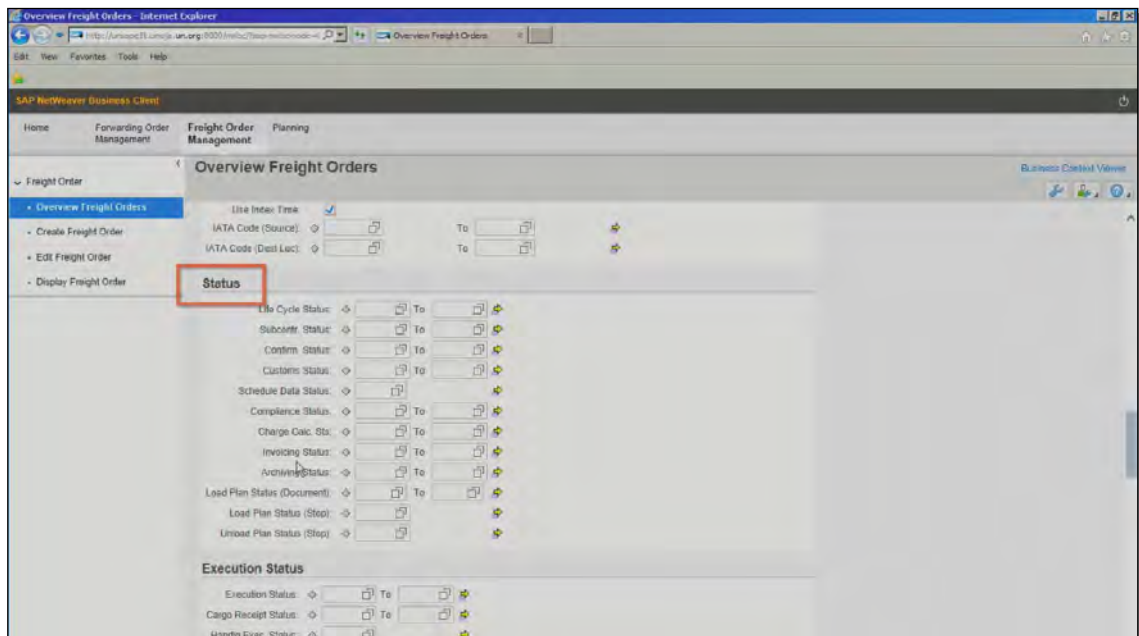 Overview Freight Orders - Internet Explorer
Overview Freight Orders
Edit View Favorites Tools Help
SAP NetWeaver Business Client
Home Forwarding Order Management Freight Order Management Planning
Overview Freight Orders
Business Context Viewer
Freight Order
Overview Freight Orders
Create Freight Order
Edit Freight Order
Display Freight Order
Use Index Time:
IATA Code (Source): To
IATA Code (Dest Loc): To
Status
Life Cycle Status: To
Subcontr. Status: To
Confirm. Status: To
Customs Status: To
Schedule Data Status:
Compliance Status: To
Charge Calc. Sts: To
Invoicing Status: To
Archiving Status: To
Load Plan Status (Document): To
Load Plan Status (Stop):
Unload Plan Status (Stop):
Execution Status
Execution Status: To
Cargo Receipt Status: To
Handlg Exec. Status: